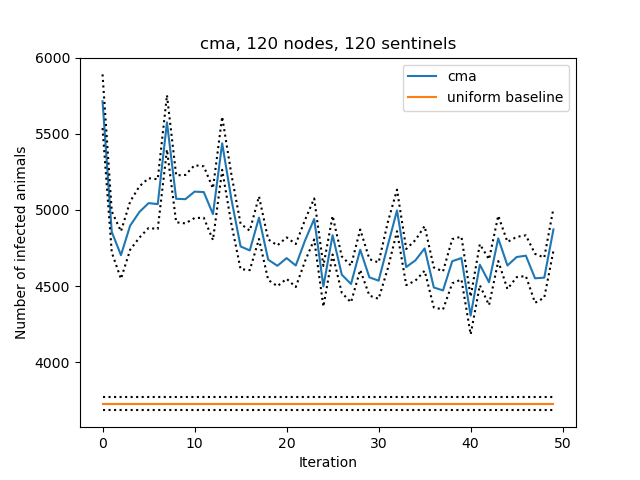 cma, 120 nodes, 120 sentinels
6000
5500
5000
4500
4000
Number of infected animals
cma
uniform baseline
0
10
20
30
40
50
Iteration